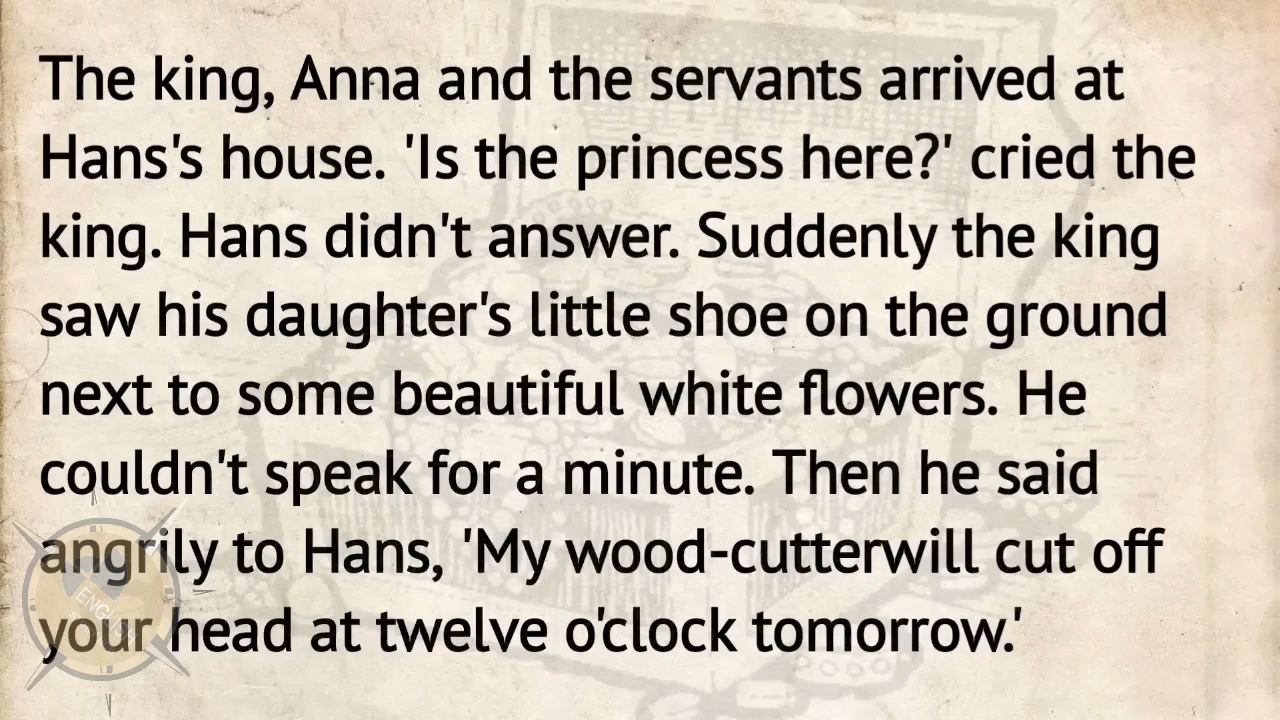 The king, Anna and the servants arrived at
Hans's house. 'Is the princess here?' cried the
king. Hans didn't answer. Suddenly the king
saw his daughter's little shoe on the ground
next to some beautiful white flowers. He
couldn't speak for a minute. Then he said
angrily to Hans, 'My wood-cutterwill cut off
your head at twelve o'clock tomorrow.'